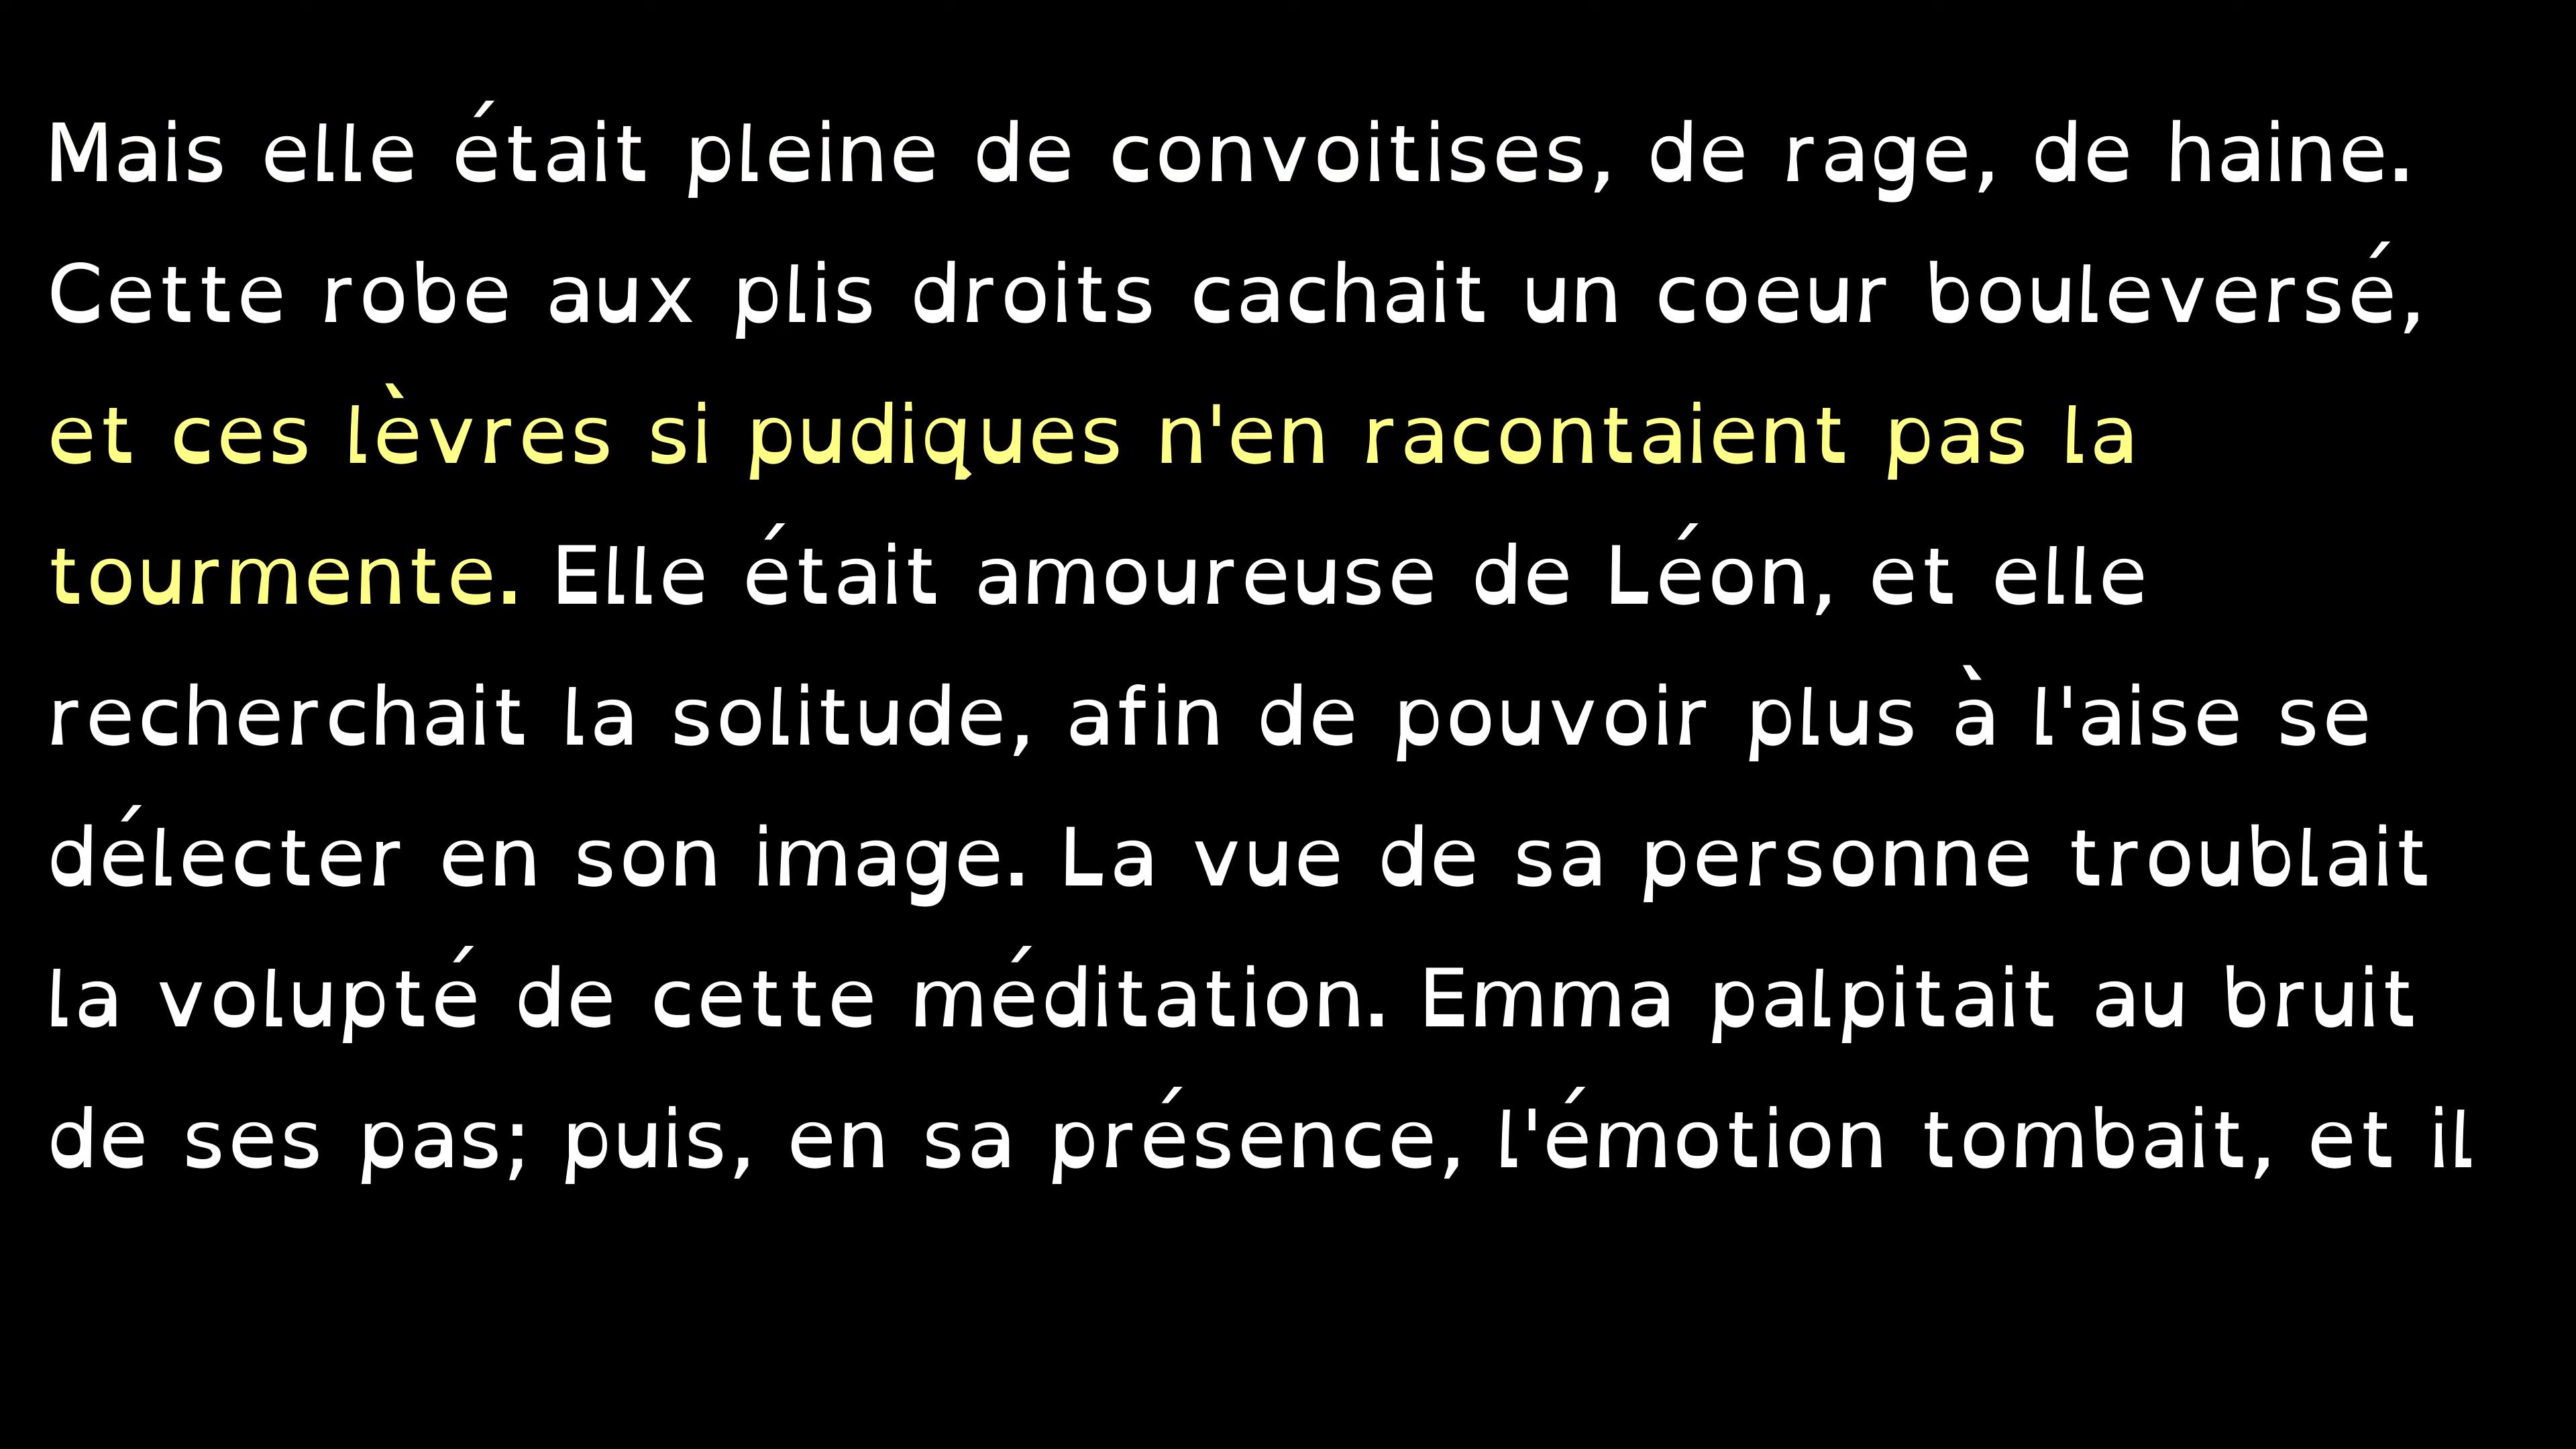 Mais elle était pleine de convoitises, de rage, de haine.
Cette robe aux plis droits cachait un coeur bouleversé,
et ces lèvres si pudiques n'en racontaient pas la
tourmente. Elle était amoureuse de Léon, et elle
recherchait la solitude, afin de pouvoir plus à l'aise se
délecter en son image. La vue de sa personne troublait
la volupté de cette méditation. Emma palpitait au bruit
de ses pas; puis, en sa présence, l'émotion tombait, et il